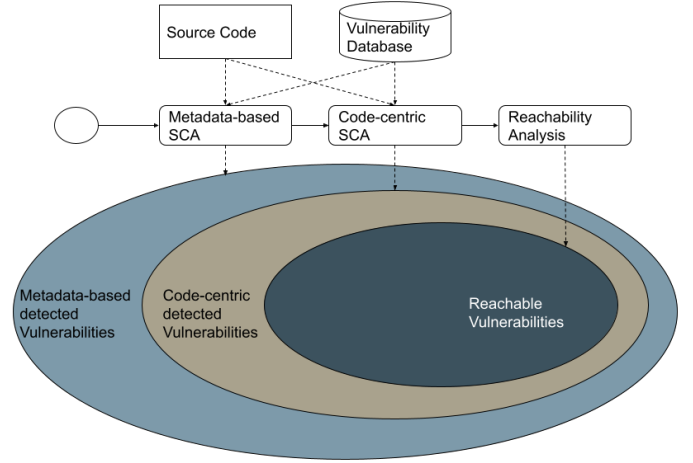 Source Code
Vulnerability
Database
Metadata-based
SCA
Code-centric
SCA
Reachability
Analysis
Metadata-based
detected
Vulnerabilities
Code-centric
detected
Vulnerabilities
Reachable
Vulnerabilities